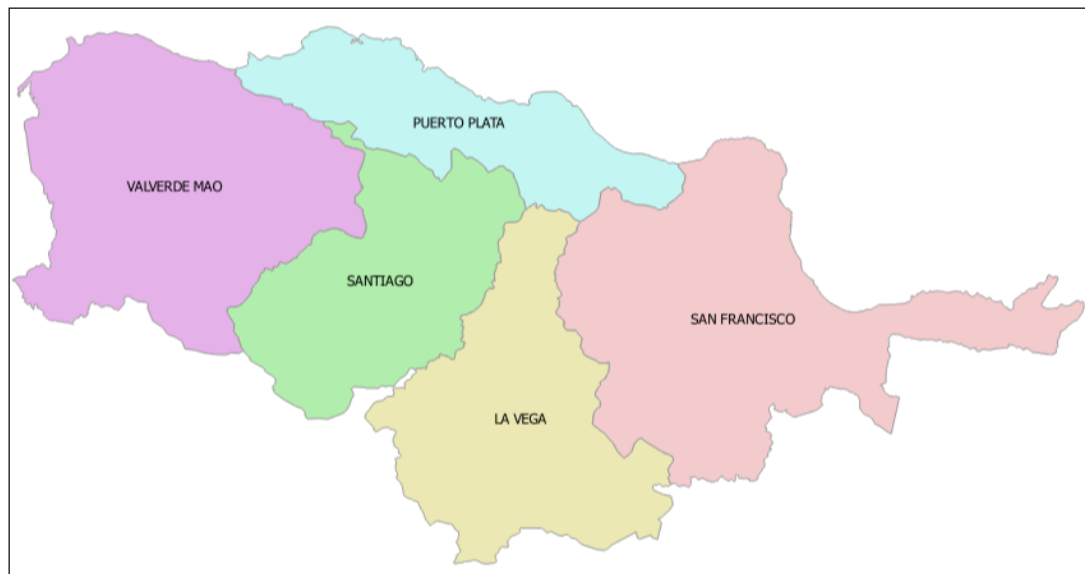 PUERTO PLATA
VALVERDE MAO
SANTIAGO
SAN FRANCISCO
LA VEGA